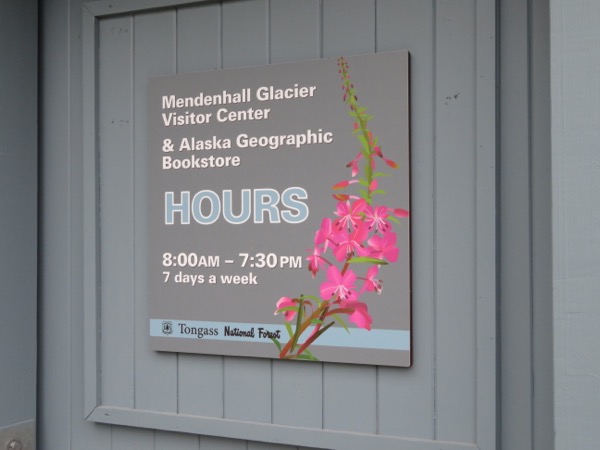 Mendenhall Glacier
Visitor Center
& Alaska Geographic
Bookstore
HOURS
8:00AM – 7:30PM
7 days a week
Tongass National Forest